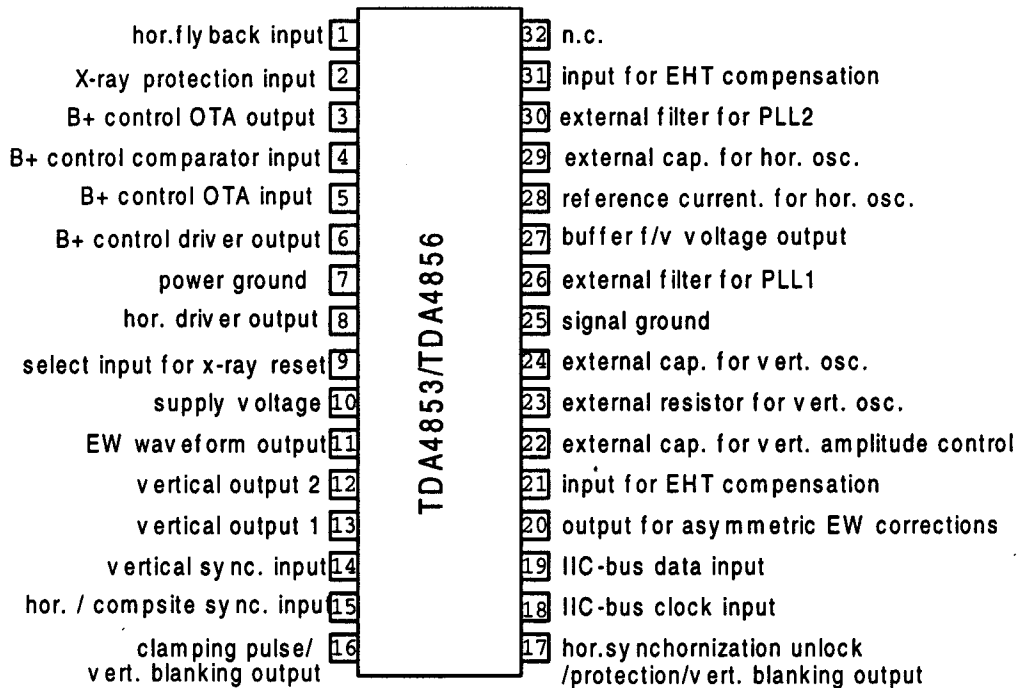 hor.flyback input 1
X-ray protection input 2
B+ control OTA output 3
B+ control comparator input 4
B+ control OTA input 5
B+ control driver output 6
power ground 7
hor. driver output 8
select input for x-ray reset 9
supply voltage 10
EW waveform output 11
vertical output 2 12
vertical output 1 13
vertical sync. input 14
hor. / compsite sync. input 15
clamping pulse/ 16
vert. blanking output
TDA4853/TDA4856
32 n.c.
31 input for EHT compensation
30 external filter for PLL2
29 external cap. for hor. osc.
28 reference current. for hor. osc.
27 buffer f/v voltage output
26 external filter for PLL1
25 signal ground
24 external cap. for vert. osc.
23 external resistor for vert. osc.
22 external cap. for vert. amplitude control
21 input for EHT compensation
20 output for asymmetric EW corrections
19 IIC-bus data input
18 IIC-bus clock input
17 hor.synchornization unlock
/protection/vert. blanking output